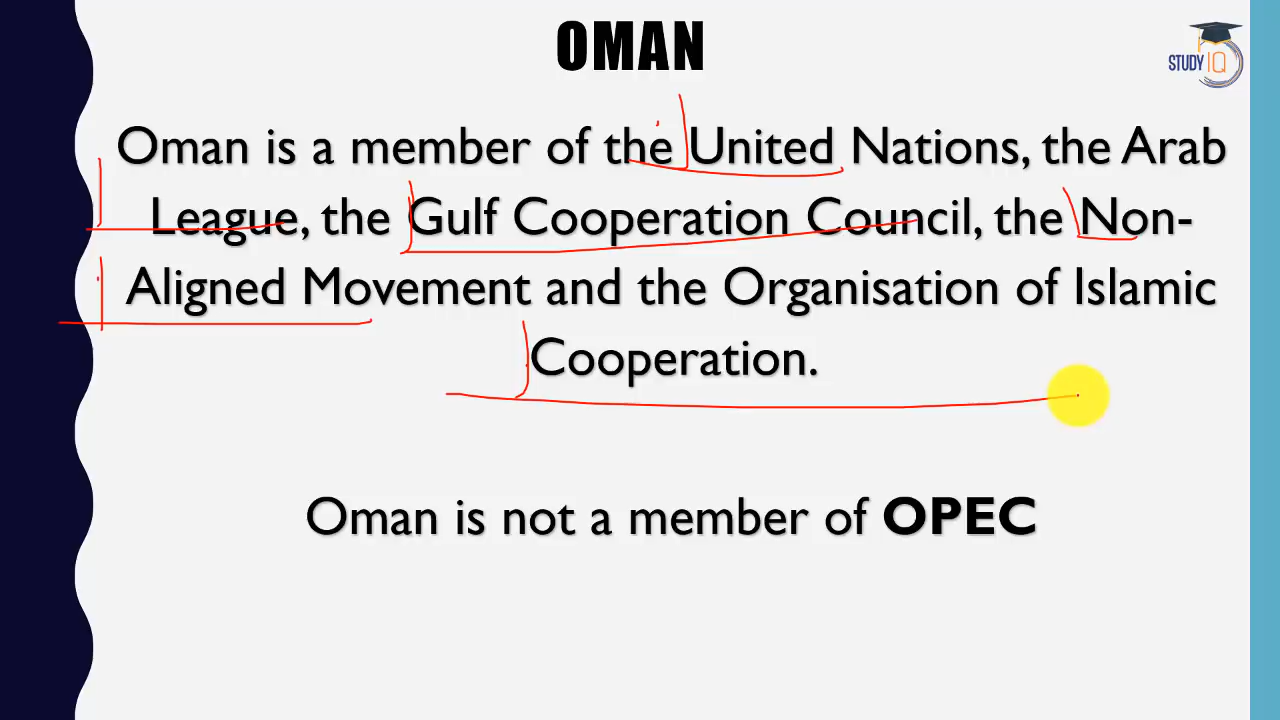 OMAN
STUDY IQ
Oman is a member of the United Nations, the Arab
League, the Gulf Cooperation Council, the Non-
Aligned Movement and the Organisation of Islamic
Cooperation.
Oman is not a member of OPEC